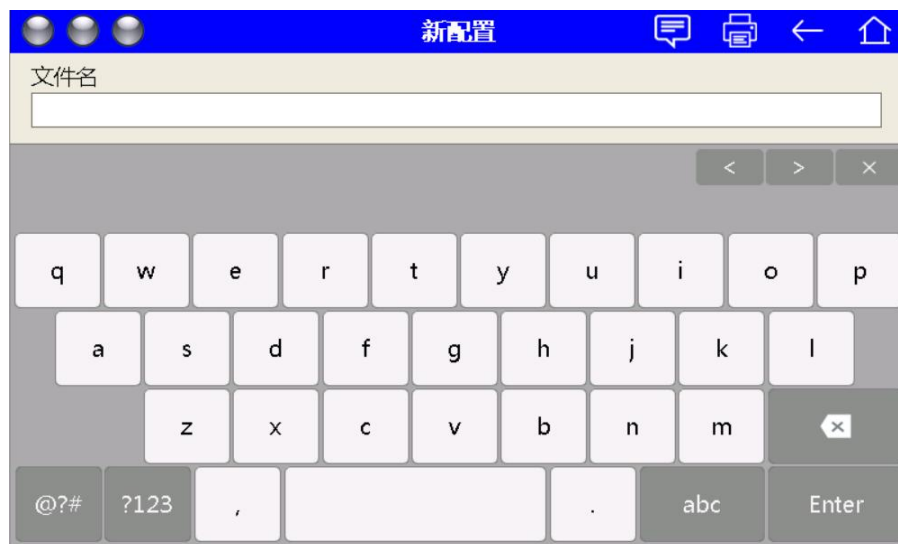 新配置
文件名
< > ×
q w e r t y u i o p
a s d f g h j k l
z x c v b n m
@?# ?123 , . abc Enter